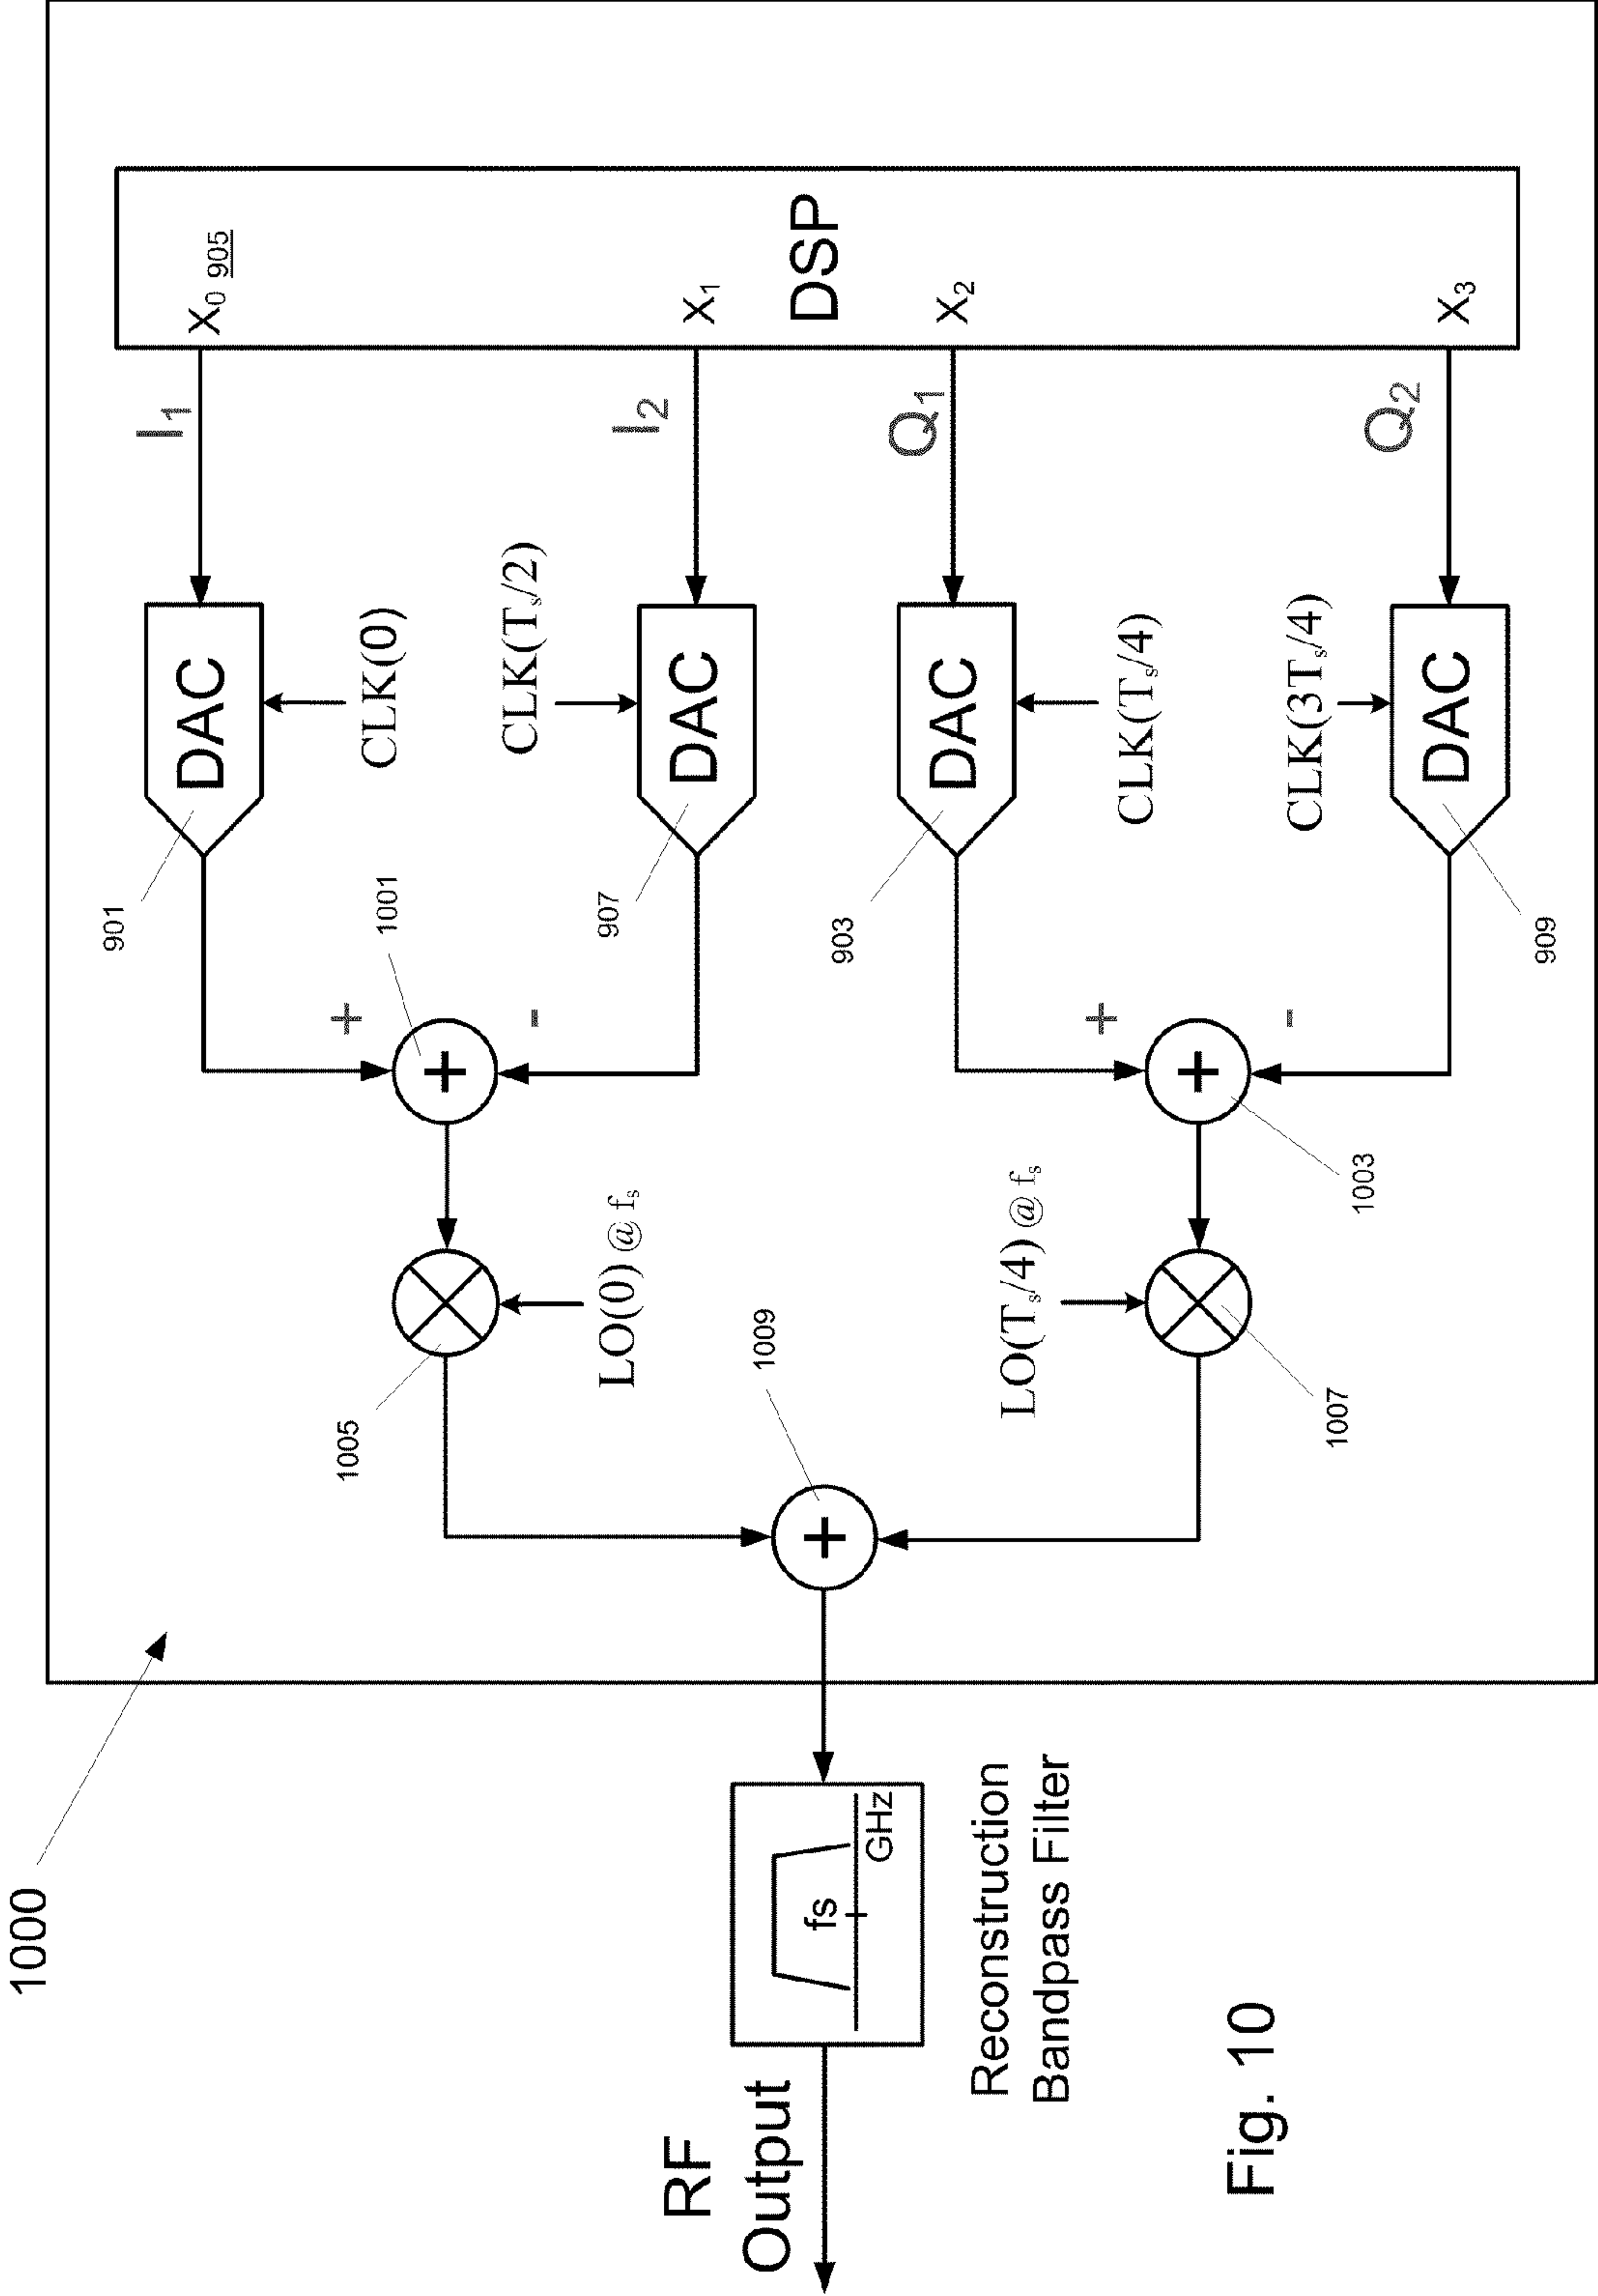 1000
RF
Output
fs
GHz
Reconstruction
Bandpass Filter
1009
+
1005
LO(0) @ fₛ
LO(Tₛ/4) @ fₛ
1007
1001
+
+
-
1003
+
+
-
901
DAC
CLK(0)
907
DAC
CLK(Tₛ/2)
903
DAC
CLK(Tₛ/4)
909
DAC
CLK(3Tₛ/4)
I₁
I₂
Q₁
Q₂
X₀ 905
X₁
X₂
X₃
DSP
Fig. 10